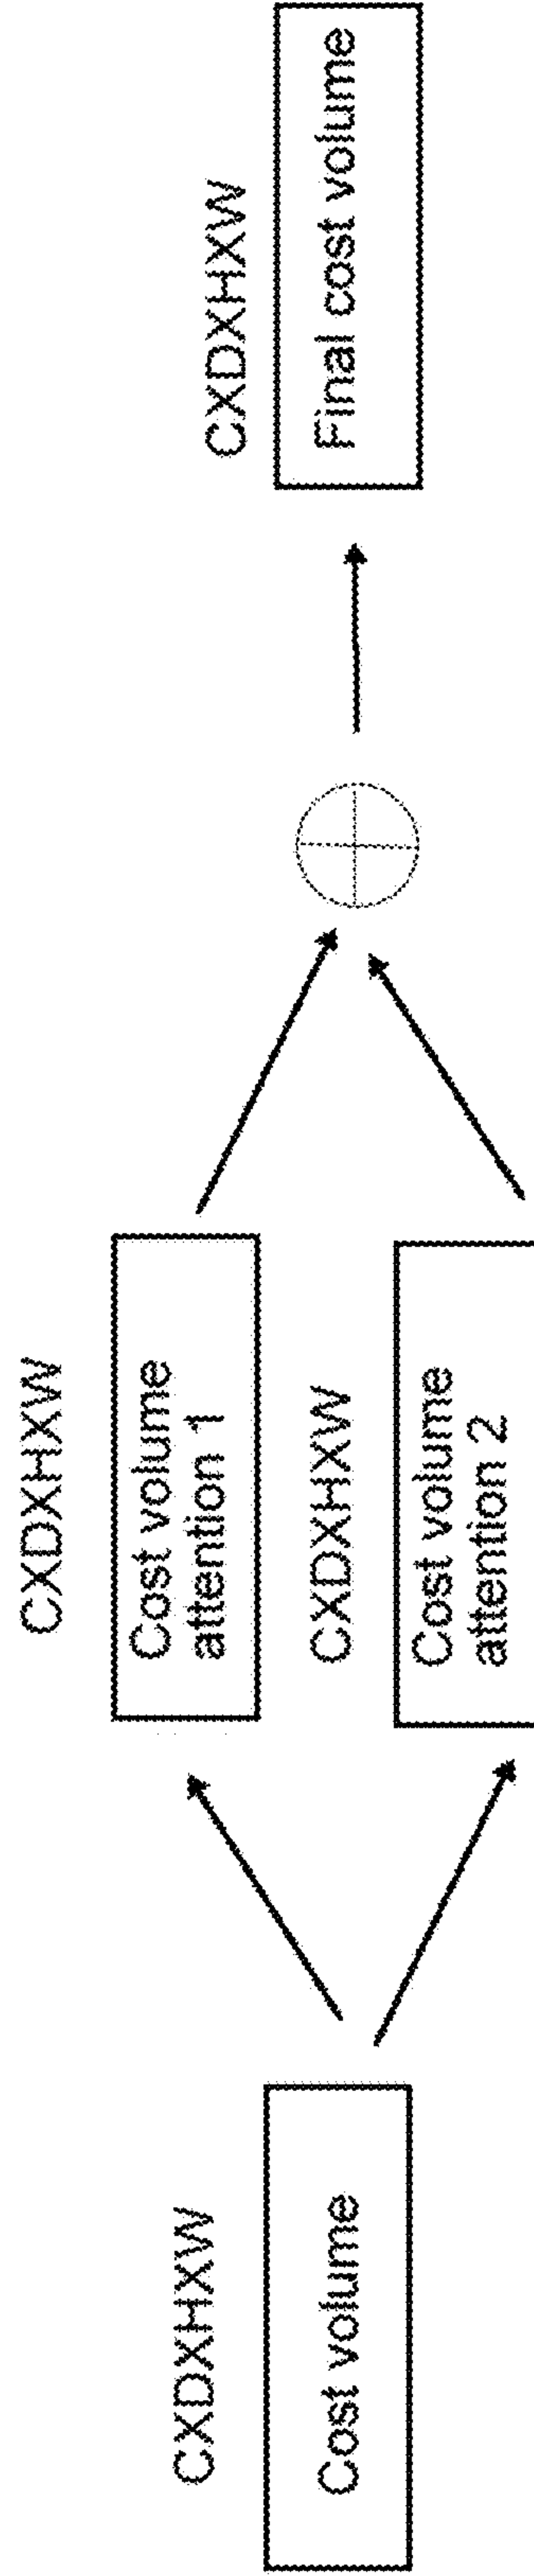 CXDXHXW
Cost volume
CXDXHXW
Cost volume
attention 1
CXDXHXW
Cost volume
attention 2
CXDXHXW
Final cost volume